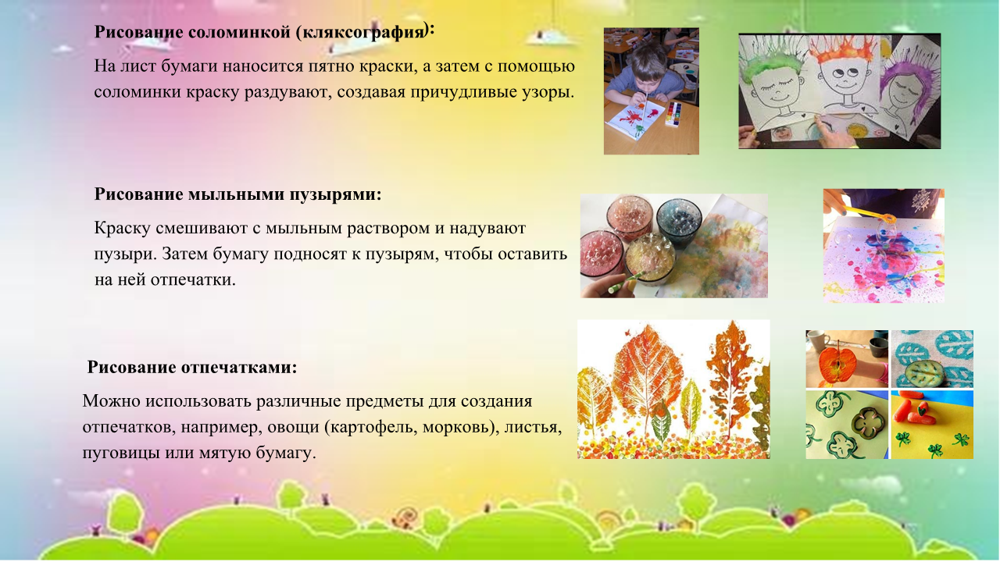 Рисование соломинкой (кляксография):
На лист бумаги наносится пятно краски, а затем с помощью
соломинки краску раздувают, создавая причудливые узоры.
Рисование мыльными пузырями:
Краску смешивают с мыльным раствором и надувают
пузыри. Затем бумагу подносят к пузырям, чтобы оставить
на ней отпечатки.
Рисование отпечатками:
Можно использовать различные предметы для создания
отпечатков, например, овощи (картофель, морковь), листья,
пуговицы или мятую бумагу.